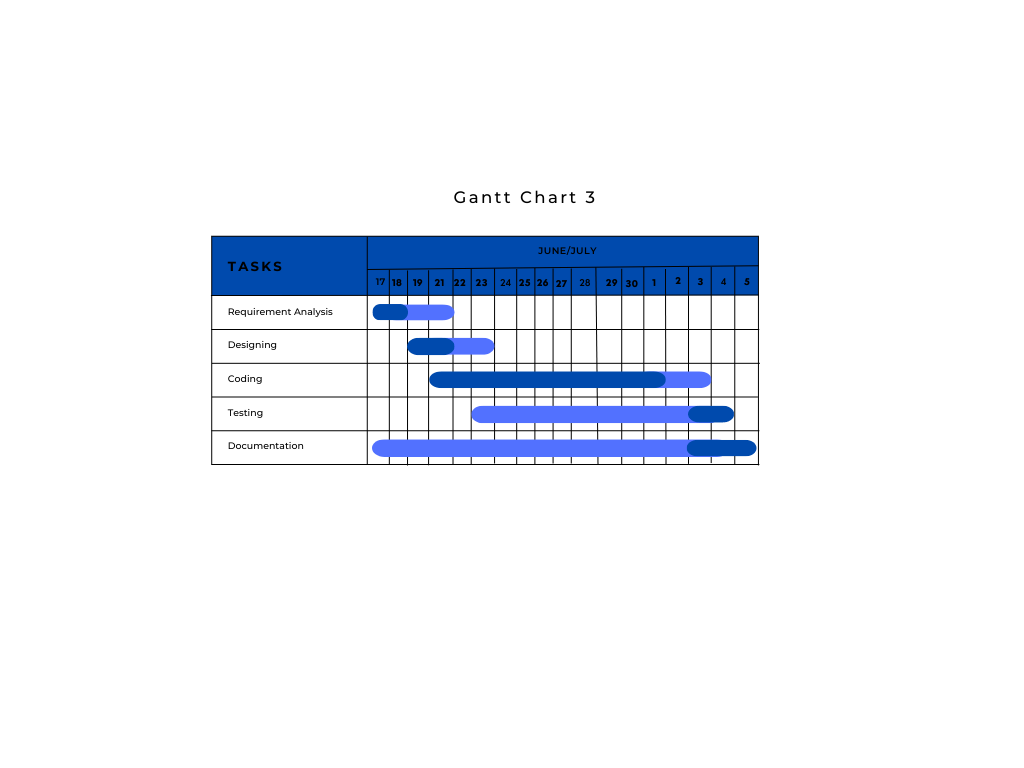 Gantt Chart 3
TASKS
JUNE/JULY
17 18 19 21 22 23 24 25 26 27 28 29 30 1 2 3 4 5
Requirement Analysis
Designing
Coding
Testing
Documentation